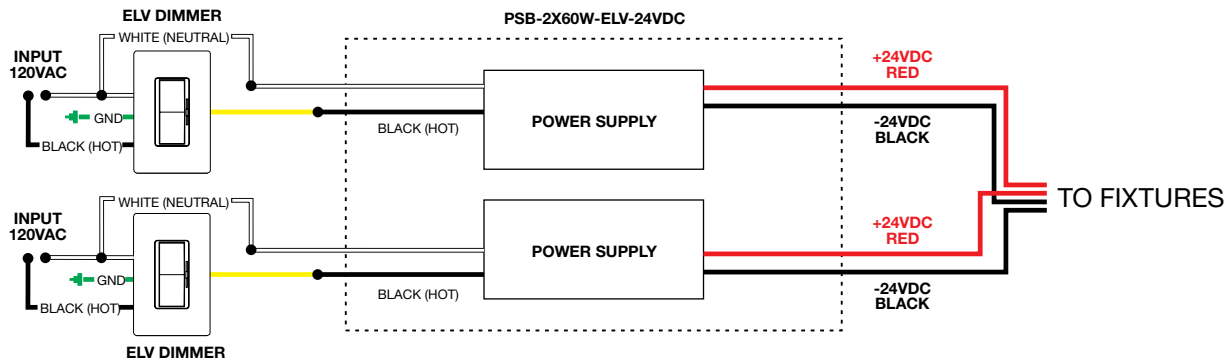 ELV DIMMER
PSB-2X60W-ELV-24VDC
WHITE (NEUTRAL)
INPUT
120VAC
GND
BLACK (HOT)
BLACK (HOT)
POWER SUPPLY
+24VDC
RED
-24VDC
BLACK
TO FIXTURES
WHITE (NEUTRAL)
INPUT
120VAC
GND
BLACK (HOT)
BLACK (HOT)
POWER SUPPLY
+24VDC
RED
-24VDC
BLACK
ELV DIMMER